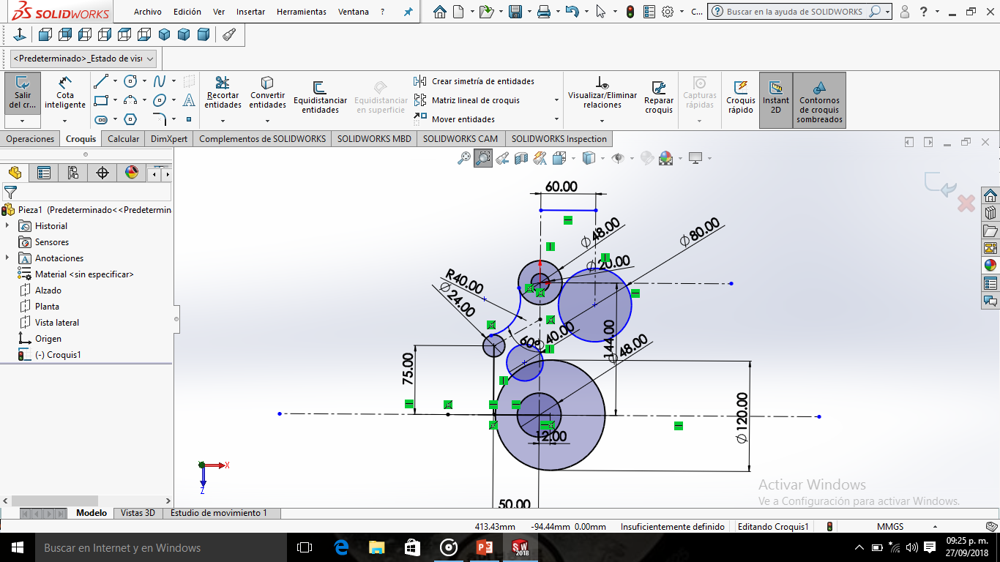 SOLIDWORKS
Archivo Edición Ver Insertar Herramientas Ventana ?
C...
Buscar en la ayuda de SOLIDWORKS
?
<Predeterminado>_Estado de visu
Salir del cr...
Cota inteligente
Recortar entidades
Convertir entidades
Equidistanciar entidades
Equidistanciar en superficie
Crear simetría de entidades
Matriz lineal de croquis
Mover entidades
Visualizar/Eliminar relaciones
Reparar croquis
Capturas rápidas
Croquis rápido
Instant 2D
Contornos de croquis sombreados
Operaciones Croquis Calcular DimXpert Complementos de SOLIDWORKS SOLIDWORKS MBD SOLIDWORKS CAM SOLIDWORKS Inspection
Pieza1 (Predeterminado<<Predetermin
Historial
Sensores
Anotaciones
Material <sin especificar>
Alzado
Planta
Vista lateral
Origen
(-) Croquis1
60.00
∅48.00
∅80.00
∅20.00
R40.00
∅24.00
60°
∅40.00
144.00
∅48.00
75.00
∅120.00
12.00
50.00
X
Z
Activar Windows
Ve a Configuración para activar Windows.
Modelo Vistas 3D Estudio de movimiento 1
413.43mm -94.44mm 0.00mm Insuficientemente definido Editando Croquis1 MMGS
Buscar en Internet y en Windows
SW
2018
09:25 p. m.
27/09/2018